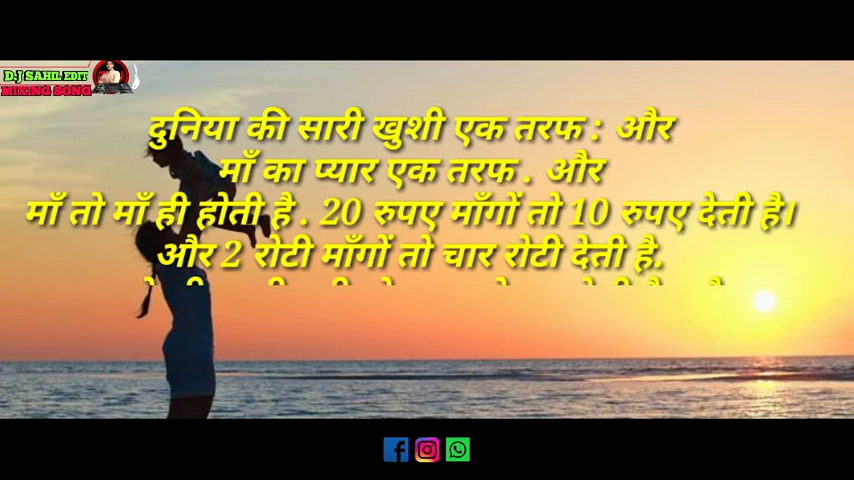 D.J SAHIL EDIT
MIXING SONG
दुनिया की सारी खुशी एक तरफ : और
माँ का प्यार एक तरफ . और
माँ तो माँ ही होती है . 20 रुपए माँगों तो 10 रुपए देती है।
और 2 रोटी माँगों तो चार रोटी देती है.